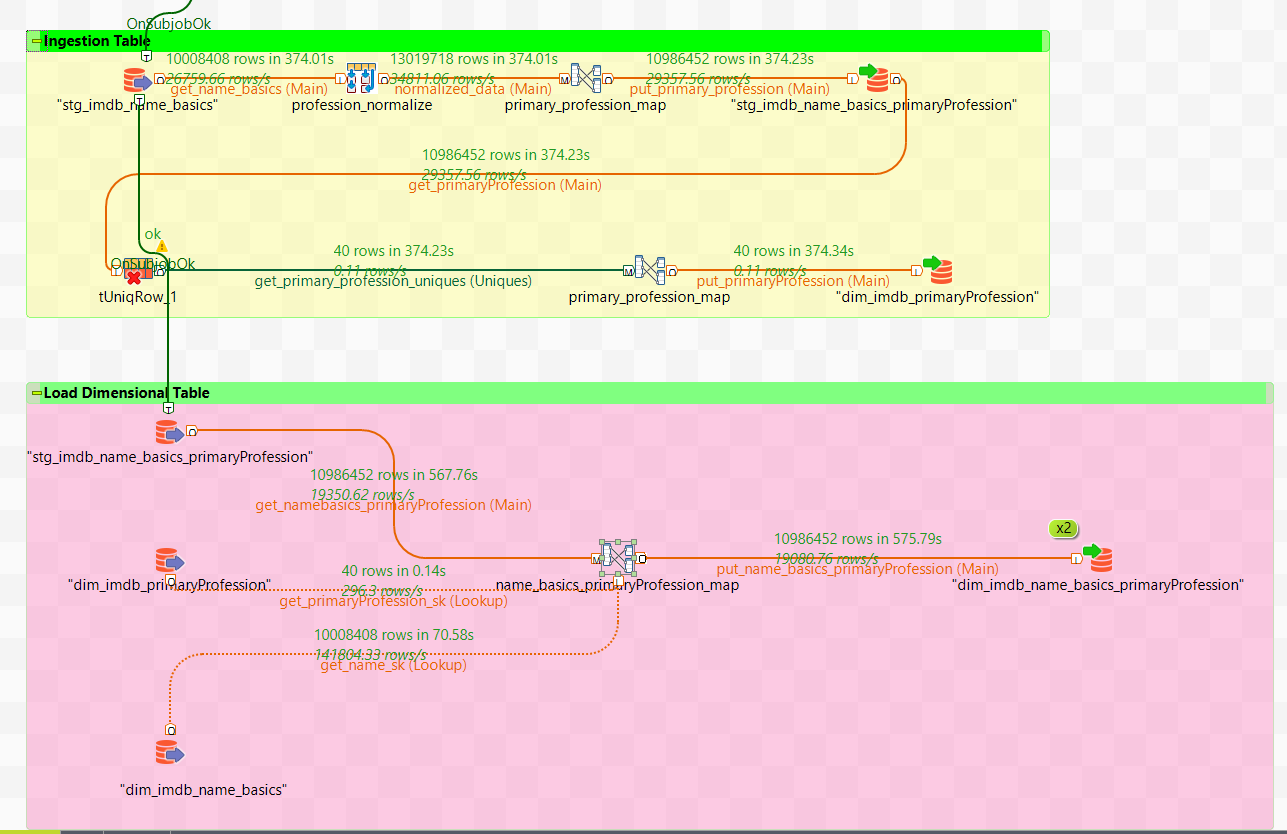 OnSubjobOk
Ingestion Table
10008408 rows in 374.01s
26759.66 rows/s
get_name_basics (Main)
13019718 rows in 374.01s
34811.06 rows/s
normalized_data (Main)
10986452 rows in 374.23s
29357.56 rows/s
put_primary_profession (Main)
"stg_imdb_name_basics"
profession_normalize
primary_profession_map
"stg_imdb_name_basics_primaryProfession"
10986452 rows in 374.23s
29357.56 rows/s
get_primaryProfession (Main)
ok
OnSubjobOk
40 rows in 374.23s
0.11 rows/s
get_primary_profession_uniques (Uniques)
40 rows in 374.34s
0.11 rows/s
put_primaryProfession (Main)
tUniqRow_1
primary_profession_map
"dim_imdb_primaryProfession"
Load Dimensional Table
"stg_imdb_name_basics_primaryProfession"
10986452 rows in 567.76s
19350.62 rows/s
get_namebasics_primaryProfession (Main)
x2
10986452 rows in 575.79s
19080.76 rows/s
put_name_basics_primaryProfession (Main)
"dim_imdb_primaryProfession"
40 rows in 0.14s
296.3 rows/s
get_primaryProfession_sk (Lookup)
name_basics_primaryProfession_map
"dim_imdb_name_basics_primaryProfession"
10008408 rows in 70.58s
141804.33 rows/s
get_name_sk (Lookup)
"dim_imdb_name_basics"